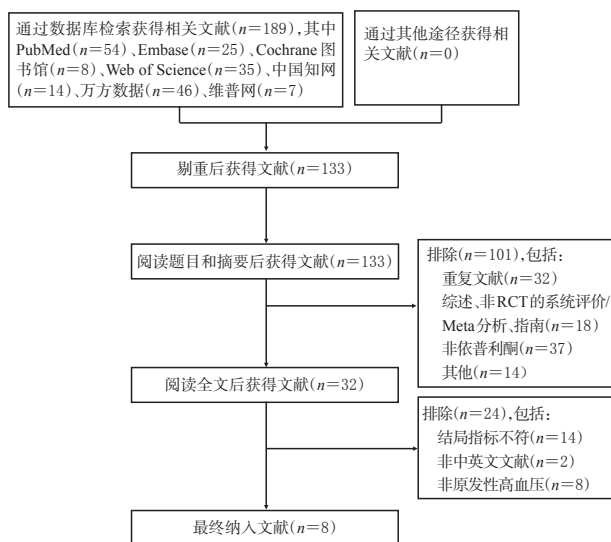 通过数据库检索获得相关文献(n=189),其中
PubMed(n=54)、Embase(n=25)、Cochrane 图
书馆(n=8)、Web of Science(n=35)、中国知网
(n=14)、万方数据(n=46)、维普网(n=7)
通过其他途径获得相
关文献(n=0)
剔重后获得文献(n=133)
阅读题目和摘要后获得文献(n=133)
排除(n=101),包括:
重复文献(n=32)
综述、非RCT的系统评价/
Meta分析、指南(n=18)
非依普利酮(n=37)
其他(n=14)
阅读全文后获得文献(n=32)
排除(n=24),包括:
结局指标不符(n=14)
非中英文文献(n=2)
非原发性高血压(n=8)
最终纳入文献(n=8)